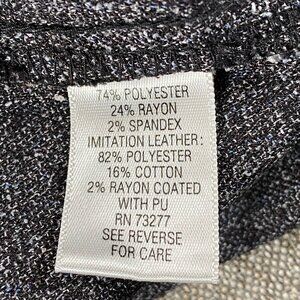 74% POLYESTER
24% RAYON
2% SPANDEX
IMITATION LEATHER:
82% POLYESTER
16% COTTON
2% RAYON COATED
WITH PU
RN 73277
SEE REVERSE
FOR CARE